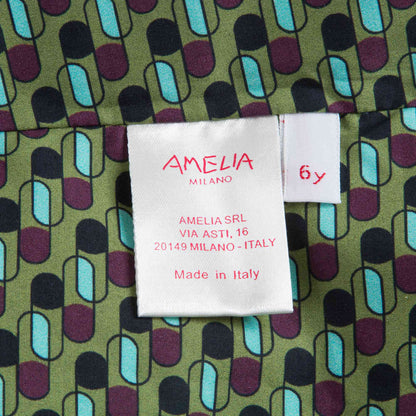 AMELIA
MILANO
6y
AMELIA SRL
VIA ASTI, 16
20149 MILANO - ITALY
Made in Italy